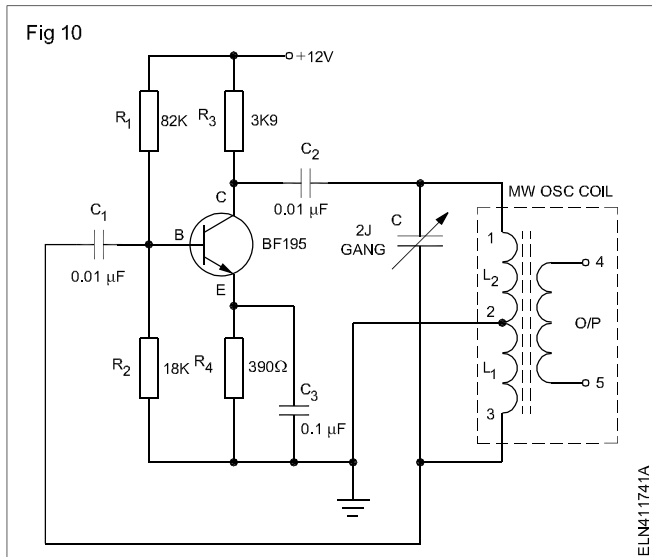 Fig 10
+12V
R1
82K
R3
3K9
C2
0.01 µF
C
MW OSC COIL
C1
0.01 µF
B
BF195
E
2J
GANG
C
1
L2
2
L1
3
4
O/P
5
R2
18K
R4
390Ω
C3
0.1 µF
ELN411741A